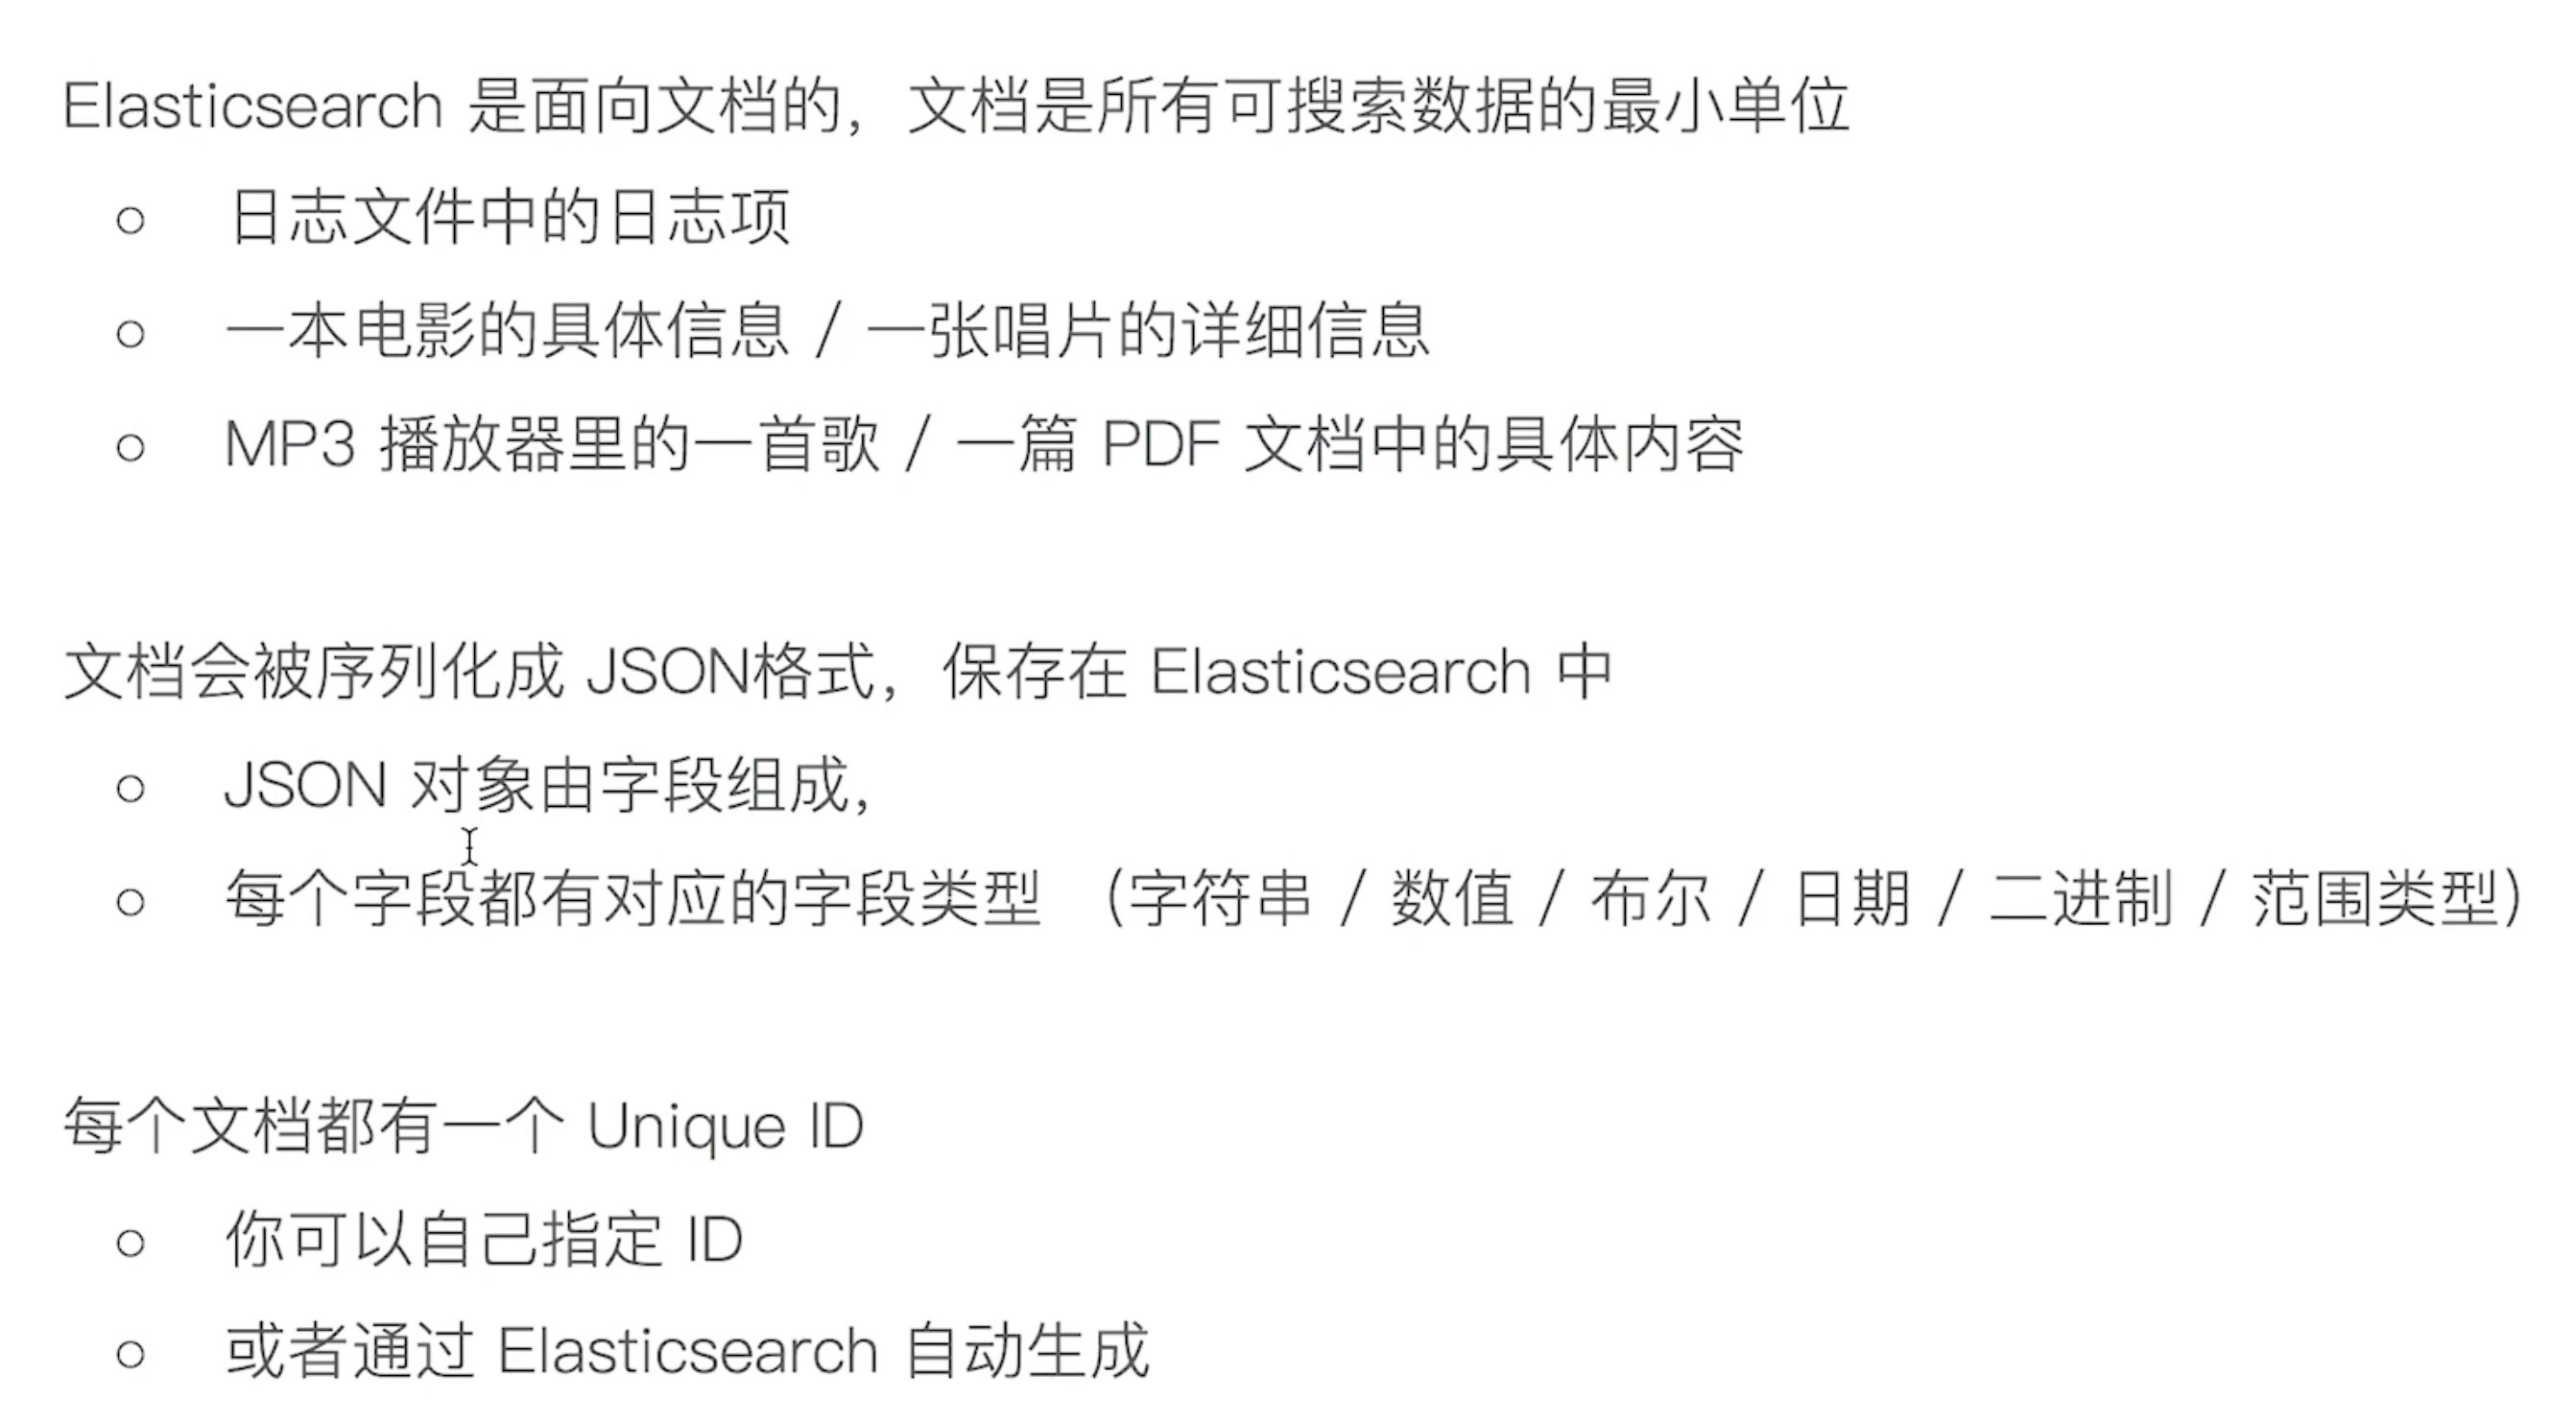 Elasticsearch 是面向文档的，文档是所有可搜索数据的最小单位
○ 日志文件中的日志项
○ 一本电影的具体信息 / 一张唱片的详细信息
○ MP3 播放器里的一首歌 / 一篇 PDF 文档中的具体内容
文档会被序列化成 JSON格式，保存在 Elasticsearch 中
○ JSON 对象由字段组成，
○ 每个字段都有对应的字段类型 （字符串 / 数值 / 布尔 / 日期 / 二进制 / 范围类型）
每个文档都有一个 Unique ID
○ 你可以自己指定 ID
○ 或者通过 Elasticsearch 自动生成